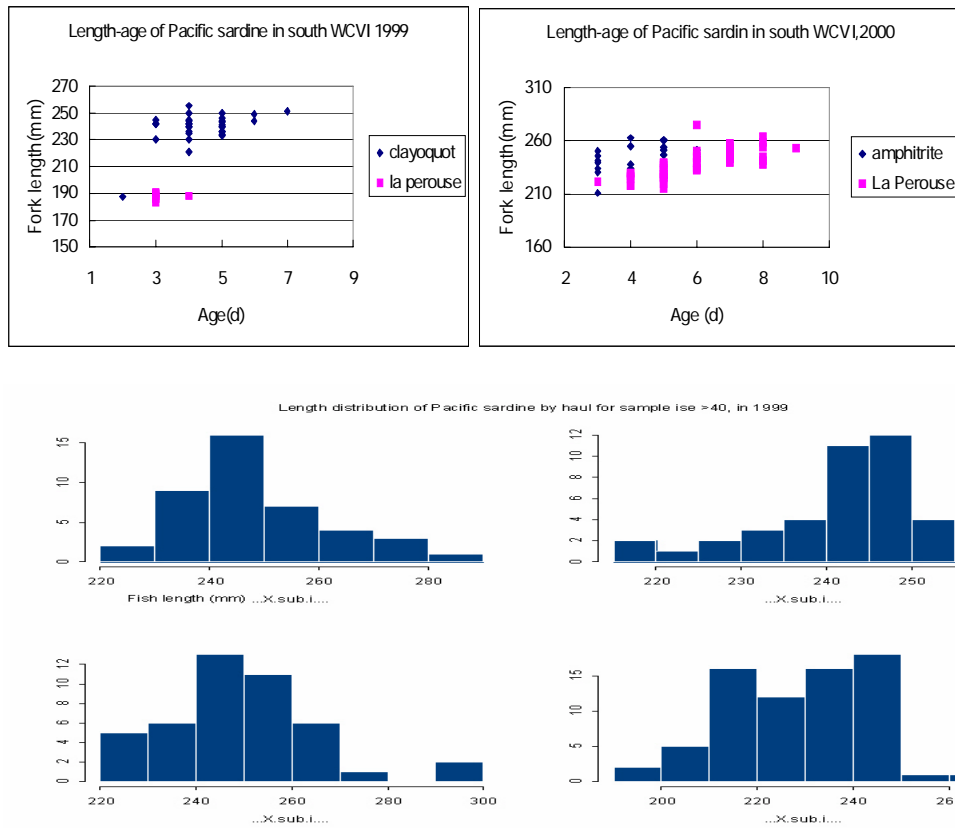 Length-age of Pacific sardine in south WCVI 1999
270
250
230
210
190
170
150
Fork length(mm)
1 3 5 7 9
Age(d)
clayoquot
la perouse
Length-age of Pacific sardin in south WCVI,2000
310
260
210
160
Fork length(mm)
2 4 6 8 10
Age (d)
amphitrite
La Perouse
Length distribution of Pacific sardine by haul for sample ise >40, in 1999
15
10
5
0
220 240 260 280
Fish length (mm) ...X.sub.i....
12
10
8
6
4
2
0
220 230 240 250
...X.sub.i....
12
10
8
6
4
2
0
220 240 260 280 300
...X.sub.i....
15
10
5
0
200 220 240
...X.sub.i....